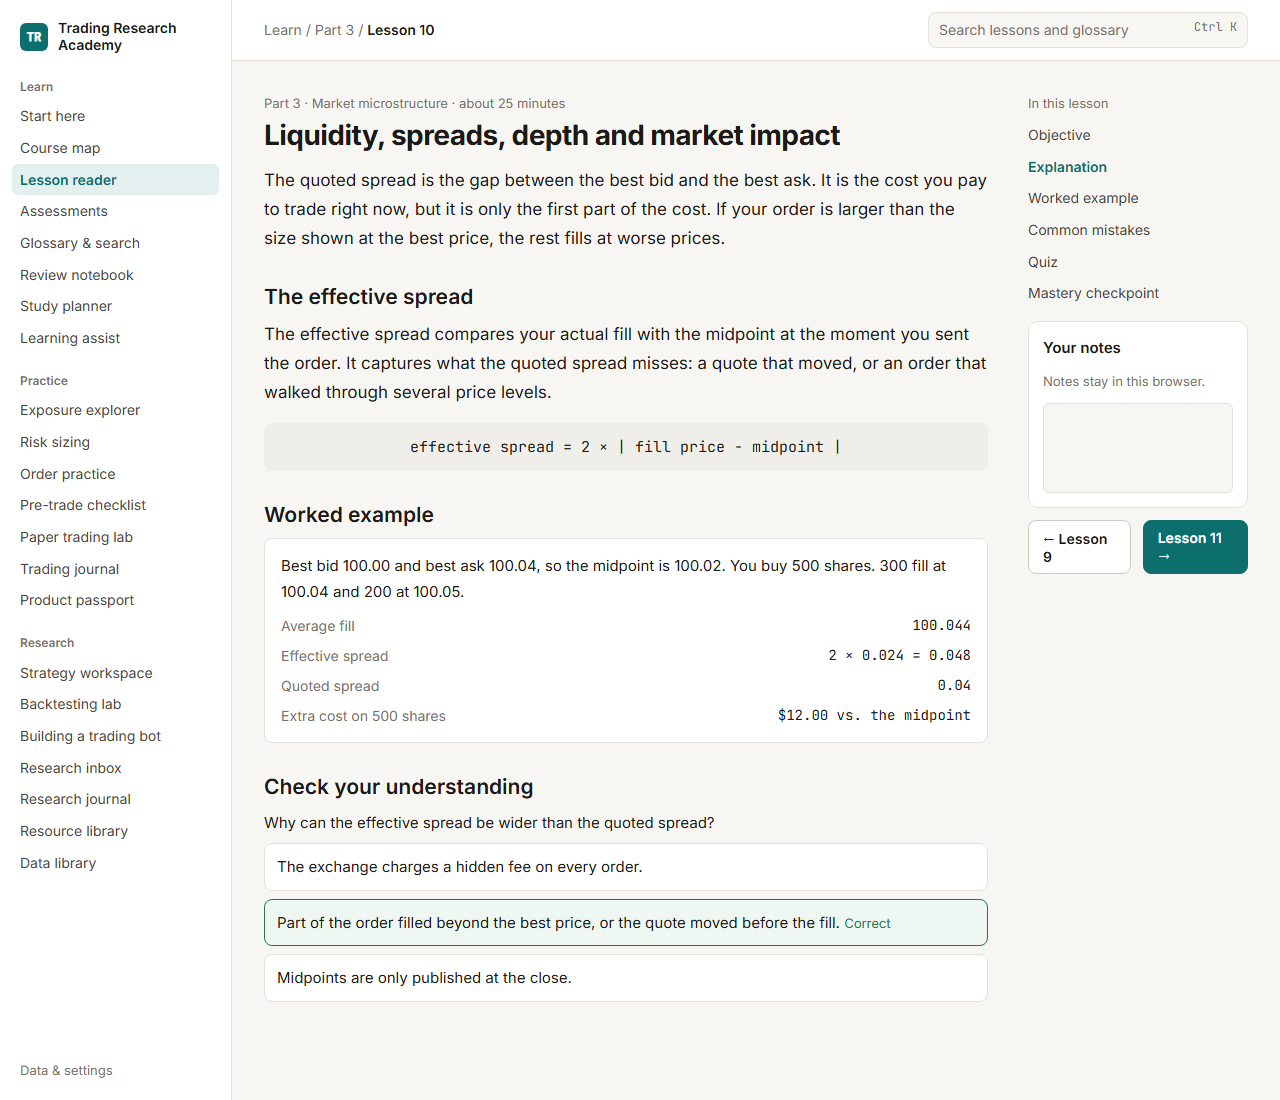 TR
Trading Research
Academy
Learn
Start here
Course map
Lesson reader
Assessments
Glossary & search
Review notebook
Study planner
Learning assist
Practice
Exposure explorer
Risk sizing
Order practice
Pre-trade checklist
Paper trading lab
Trading journal
Product passport
Research
Strategy workspace
Backtesting lab
Building a trading bot
Research inbox
Research journal
Resource library
Data library
Data & settings
Learn / Part 3 / Lesson 10
Search lessons and glossary Ctrl K
Part 3 · Market microstructure · about 25 minutes
Liquidity, spreads, depth and market impact
The quoted spread is the gap between the best bid and the best ask. It is the cost you pay
to trade right now, but it is only the first part of the cost. If your order is larger than the
size shown at the best price, the rest fills at worse prices.
The effective spread
The effective spread compares your actual fill with the midpoint at the moment you sent
the order. It captures what the quoted spread misses: a quote that moved, or an order that
walked through several price levels.
effective spread = 2 × | fill price - midpoint |
Worked example
Best bid 100.00 and best ask 100.04, so the midpoint is 100.02. You buy 500 shares. 300 fill at
100.04 and 200 at 100.05.
Average fill 100.044
Effective spread 2 × 0.024 = 0.048
Quoted spread 0.04
Extra cost on 500 shares $12.00 vs. the midpoint
Check your understanding
Why can the effective spread be wider than the quoted spread?
The exchange charges a hidden fee on every order.
Part of the order filled beyond the best price, or the quote moved before the fill. Correct
Midpoints are only published at the close.
In this lesson
Objective
Explanation
Worked example
Common mistakes
Quiz
Mastery checkpoint
Your notes
Notes stay in this browser.
← Lesson
9
Lesson 11
→